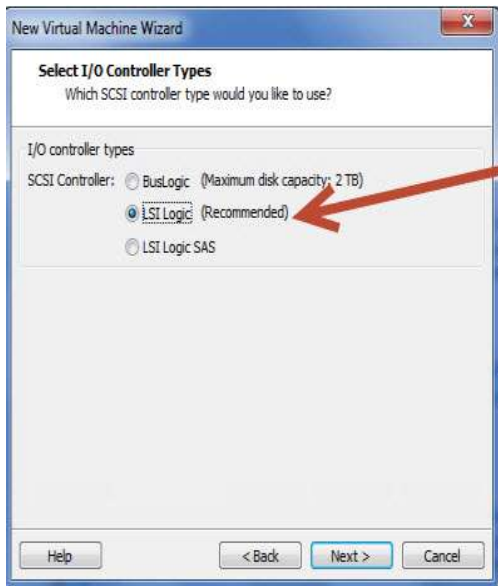 New Virtual Machine Wizard
Select I/O Controller Types
Which SCSI controller type would you like to use?
I/O controller types
SCSI Controller: BusLogic (Maximum disk capacity: 2 TB)
LSI Logic (Recommended)
LSI Logic SAS
Help < Back Next > Cancel